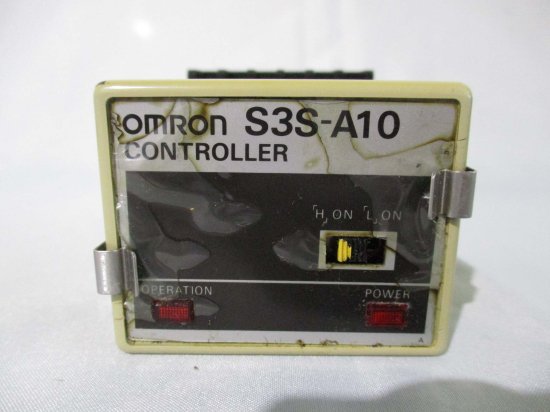 OMRON S3S-A10
CONTROLLER
H, ON L, ON
OPERATION POWER
A